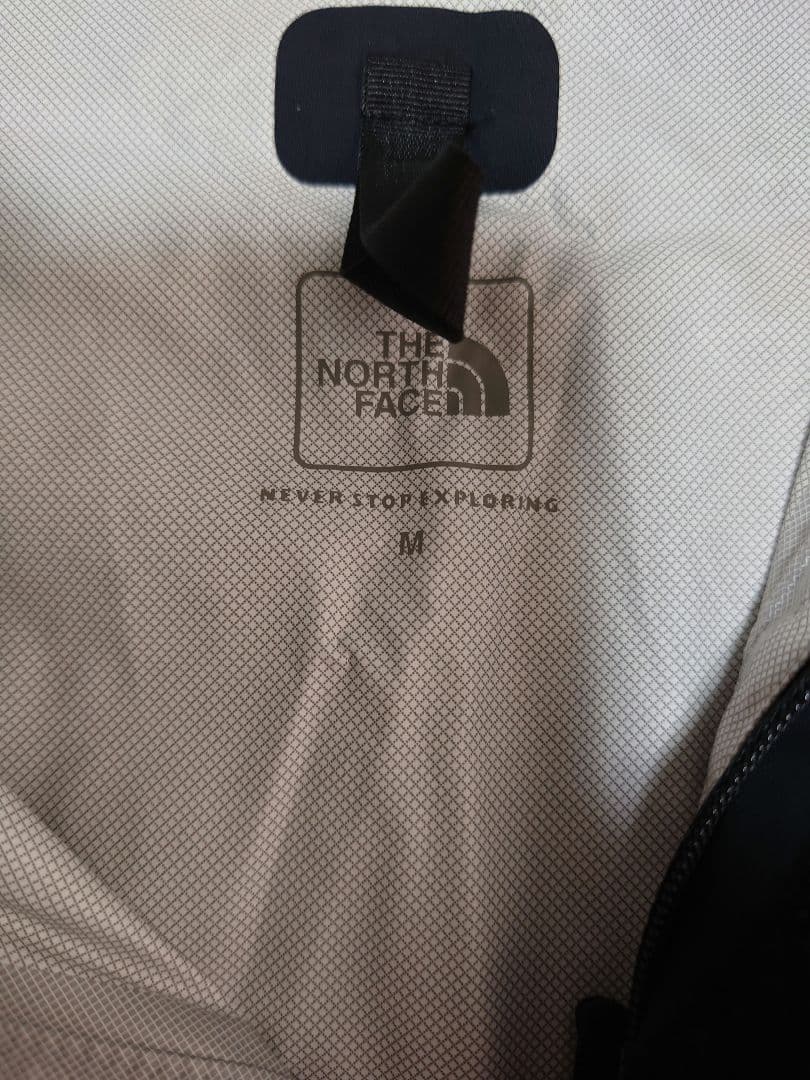 THE
NORTH
FACE
NEVER STOP EXPLORING
M